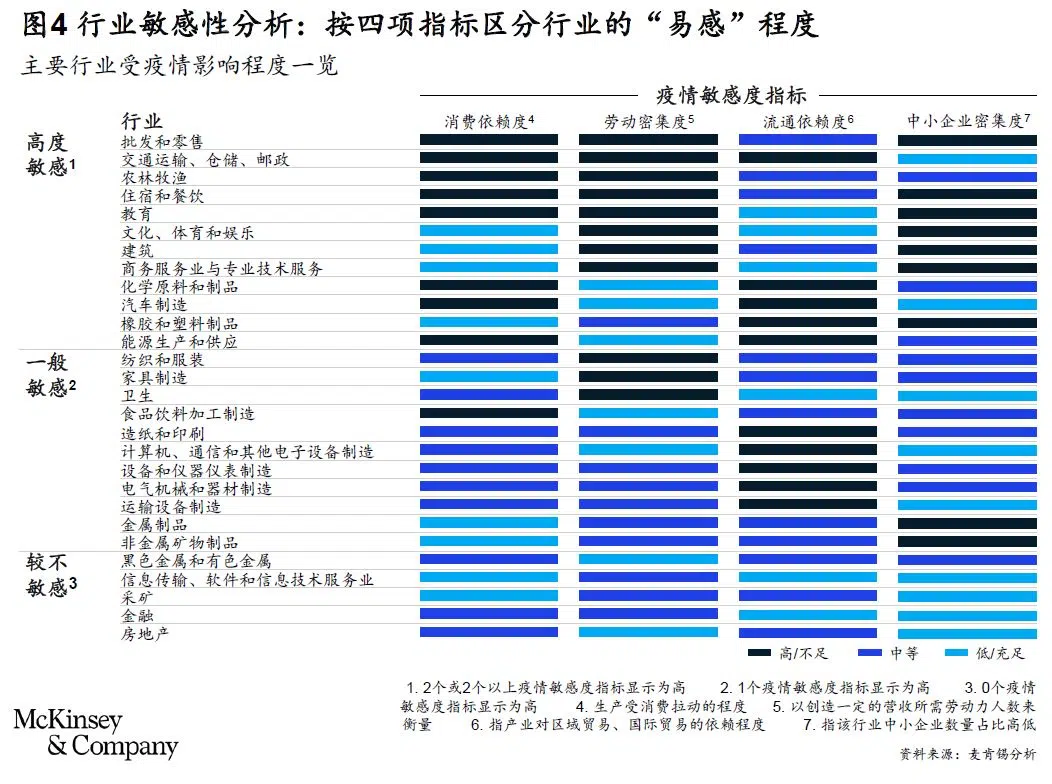 图4 行业敏感性分析：按四项指标区分行业的“易感”程度
主要行业受疫情影响程度一览
疫情敏感度指标
行业 消费依赖度4 劳动密集度5 流通依赖度6 中小企业密集度7
高度
敏感1
批发和零售
交通运输、仓储、邮政
农林牧渔
住宿和餐饮
教育
文化、体育和娱乐
建筑
商务服务业与专业技术服务
化学原料和制品
汽车制造
橡胶和塑料制品
能源生产和供应
一般
敏感2
纺织和服装
家具制造
卫生
食品饮料加工制造
造纸和印刷
计算机、通信和其他电子设备制造
设备和仪器仪表制造
电气机械和器材制造
运输设备制造
金属制品
非金属矿物制品
较不
敏感3
黑色金属和有色金属
信息传输、软件和信息技术服务业
采矿
金融
房地产
高/不足 中等 低/充足
1. 2个或2个以上疫情敏感度指标显示为高 2. 1个疫情敏感度指标显示为高 3. 0个疫情
敏感度指标显示为高 4. 生产受消费拉动的程度 5. 以创造一定的营收所需劳动力人数来
衡量 6. 指产业对区域贸易、国际贸易的依赖程度 7. 指该行业中小企业数量占比高低
McKinsey
& Company
资料来源：麦肯锡分析